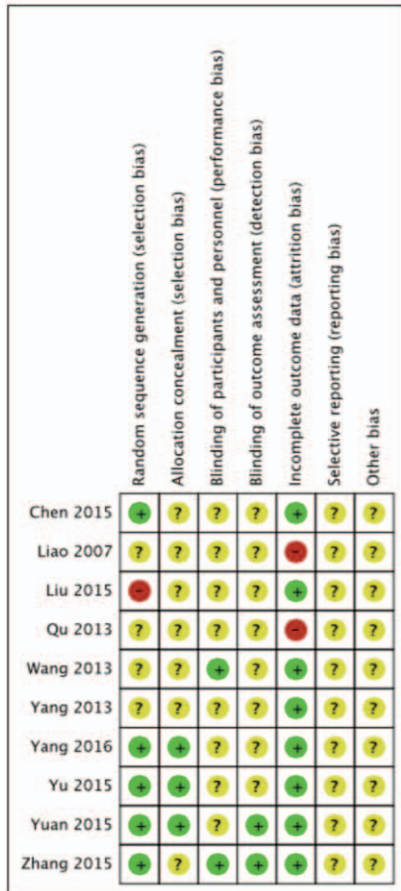 Random sequence generation (selection bias)
Allocation concealment (selection bias)
Blinding of participants and personnel (performance bias)
Blinding of outcome assessment (detection bias)
Incomplete outcome data (attrition bias)
Selective reporting (reporting bias)
Other bias
Chen 2015 + ? ? ? + ? ?
Liao 2007 ? ? ? ? - ? ?
Liu 2015 - ? ? ? + ? ?
Qu 2013 ? ? ? ? - ? ?
Wang 2013 ? ? + ? + ? ?
Yang 2013 ? ? ? ? + ? ?
Yang 2016 + + ? ? + ? ?
Yu 2015 + + ? ? + ? ?
Yuan 2015 + + ? + + ? ?
Zhang 2015 + ? + + + ? ?